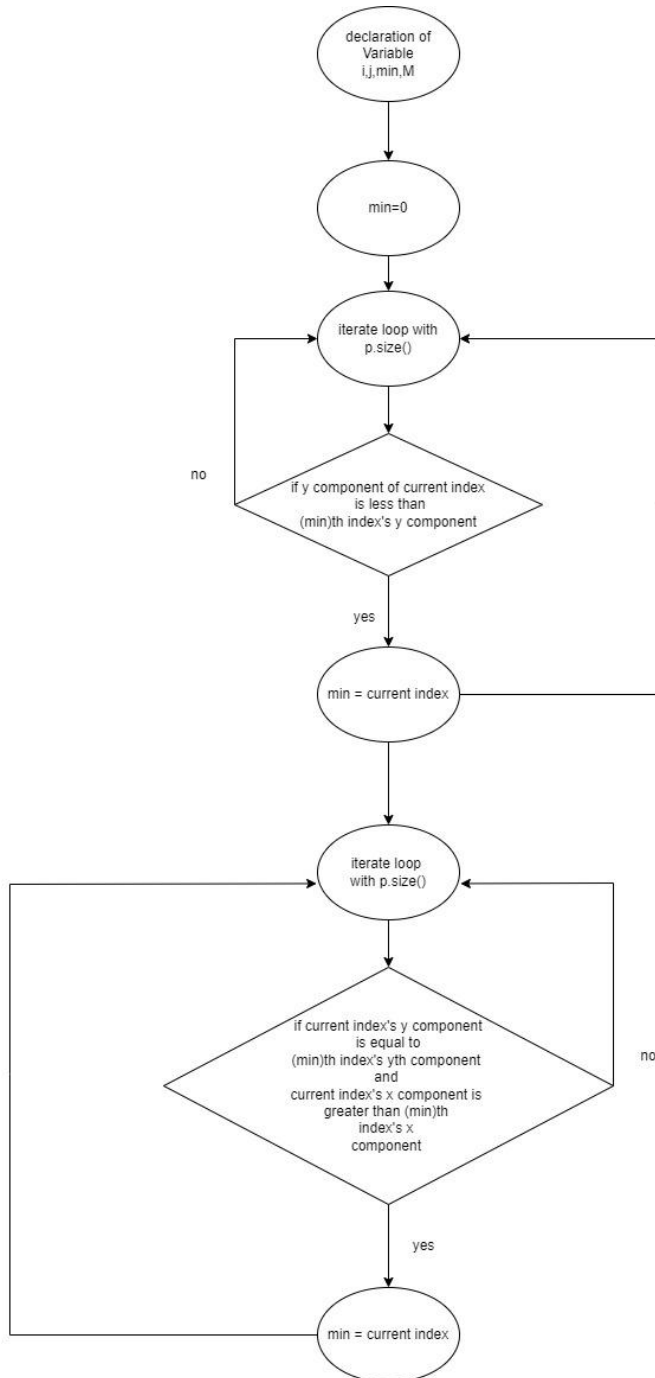 declaration of
Variable
i,j,min,M
min=0
iterate loop with
p.size()
no
if y component of current index
is less than
(min)th index's y component
yes
min = current index
iterate loop
with p.size()
if current index's y component
is equal to
(min)th index's yth component
and
current index's x component is
greater than (min)th
index's x
component
no
yes
min = current index